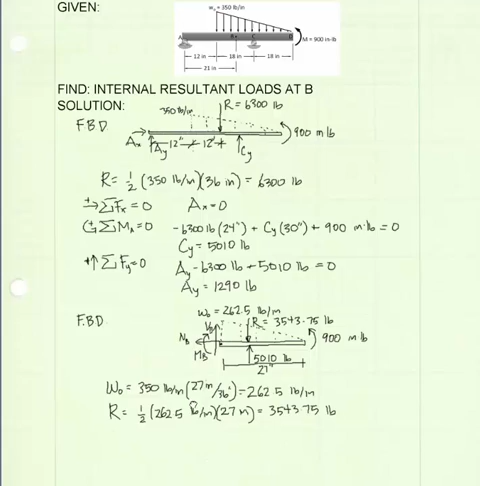 GIVEN:
w₀ = 350 lb/in
A B C D
M = 900 in-lb
12 in 18 in 18 in
21 in
FIND: INTERNAL RESULTANT LOADS AT B
SOLUTION:
FBD
350 lb/in
R = 6300 lb
900 in lb
Ax Ay 12" 12" Cy
R = 1/2 (350 lb/in)(36 in) = 6300 lb
ΣFx = 0 Ax = 0
ΣMA = 0 -6300 lb (24") + Cy (30") + 900 in·lb = 0
Cy = 5010 lb
+↑ ΣFy = 0 Ay - 6300 lb + 5010 lb = 0
Ay = 1290 lb
FBD
W₀ = 262.5 lb/in
VB R = 3543.75 lb
NB 900 in lb
MB 5010 lb
27"
W₀ = 350 lb/in (27 in/36") = 262.5 lb/in
R = 1/2 (262.5 lb/in)(27 in) = 3543.75 lb